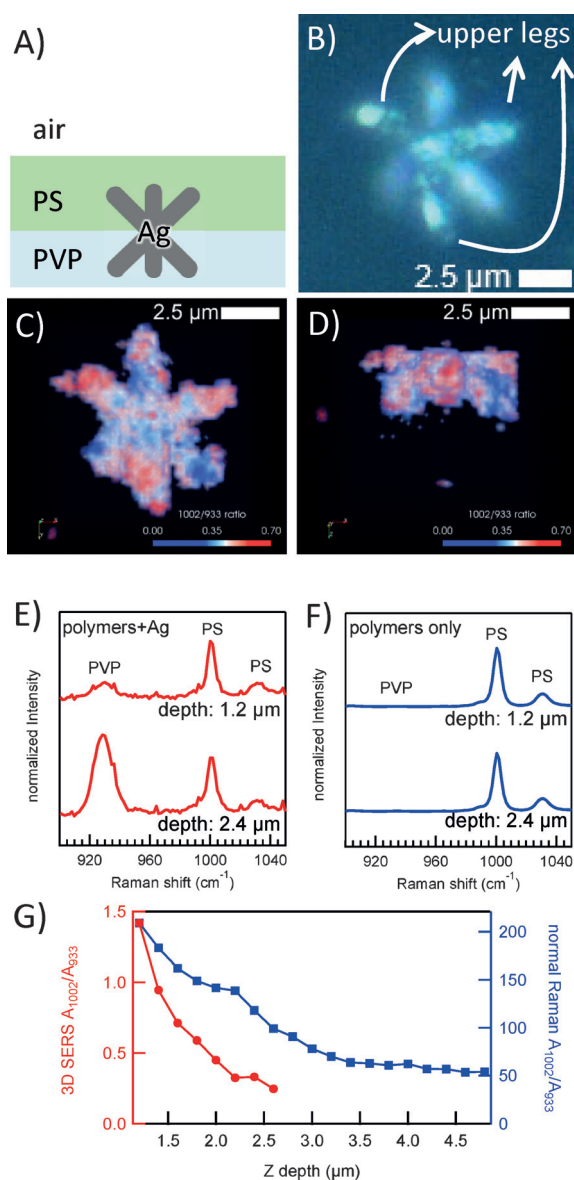 A)
air
PS
Ag
PVP
B)
upper legs
2.5 µm
C)
2.5 µm
1002/933 ratio
0.00 0.35 0.70
D)
2.5 µm
1002/933 ratio
0.00 0.35 0.70
E)
polymers+Ag
PS
PVP
PS
depth: 1.2 µm
depth: 2.4 µm
normalized Intensity
920 960 1000 1040
Raman shift (cm⁻¹)
F)
polymers only
PS
PVP
PS
depth: 1.2 µm
depth: 2.4 µm
normalized Intensity
920 960 1000 1040
Raman shift (cm⁻¹)
G)
3D SERS A₁₀₀₂/A₉₃₃
1.5
1.0
0.5
0.0
200
150
100
50
0
normal Raman A₁₀₀₂/A₉₃₃
1.5 2.0 2.5 3.0 3.5 4.0 4.5
Z depth (µm)